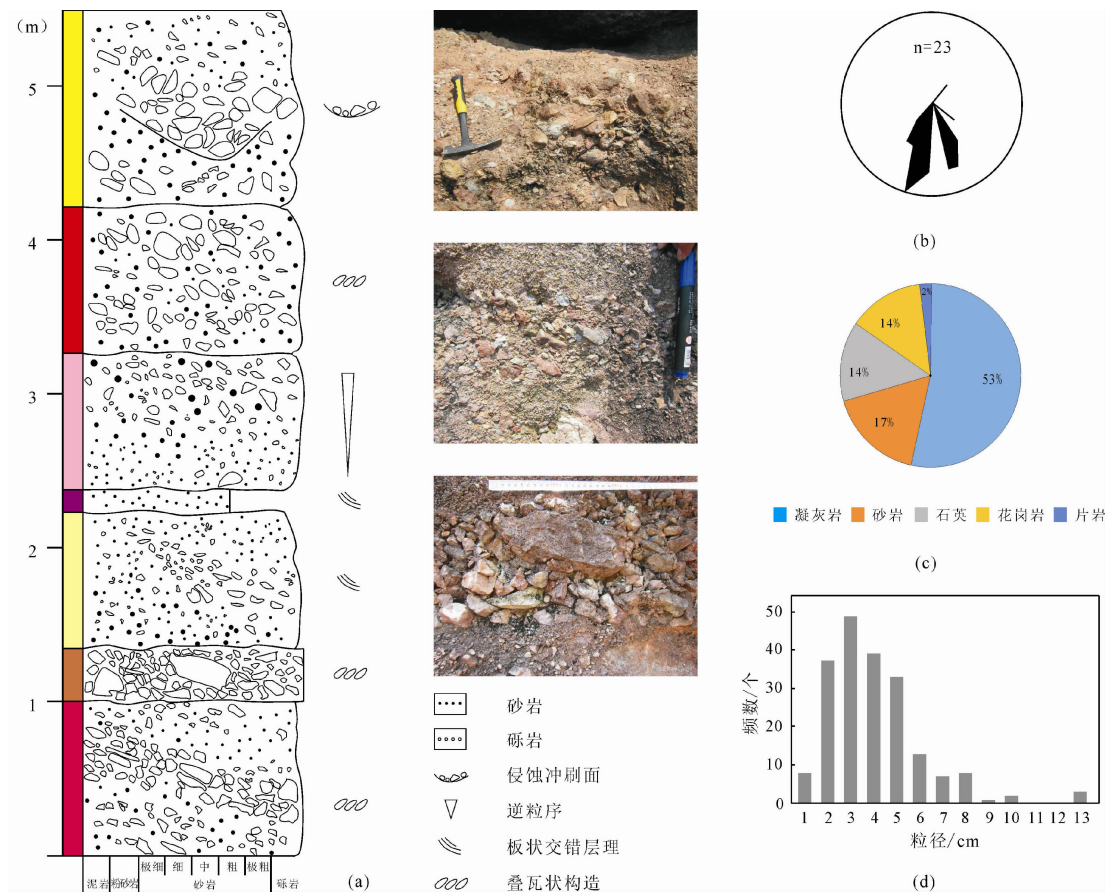 (m)
5
4
3
2
1
极细
细
中
粗
极粗
泥岩
粉砂岩
砂岩
砾岩
(a)
砂岩
砾岩
侵蚀冲刷面
逆粒序
板状交错层理
叠瓦状构造
n=23
(b)
2%
14%
14%
53%
17%
凝灰岩 砂岩 石英 花岗岩 片岩
(c)
频数/个
50
40
30
20
10
0
1 2 3 4 5 6 7 8 9 10 11 12 13
粒径/cm
(d)